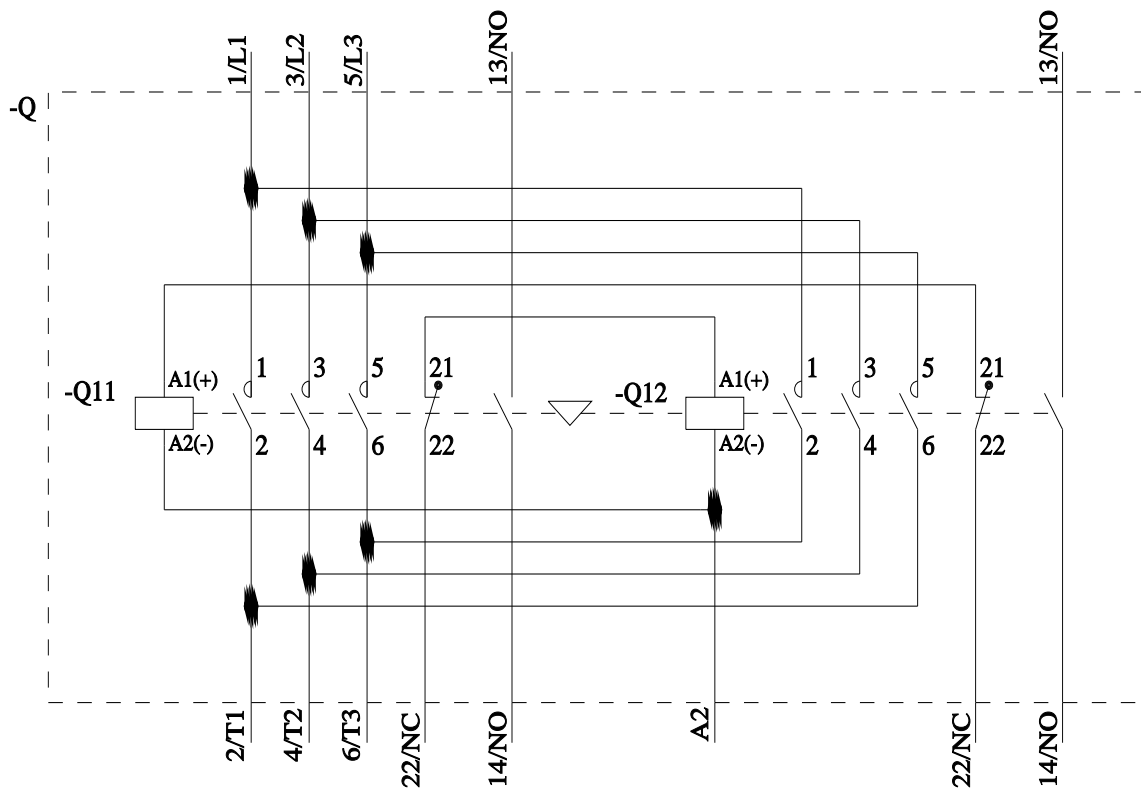 1/L1
3/L2
5/L3
13/NO
13/NO
-Q
1
3
5
21
1
3
5
21
-Q11
A1(+)
-Q12
A1(+)
A2(-)
2
4
6
22
A2(-)
2
4
6
22
2/T1
4/T2
6/T3
22/NC
14/NO
A2
22/NC
14/NO